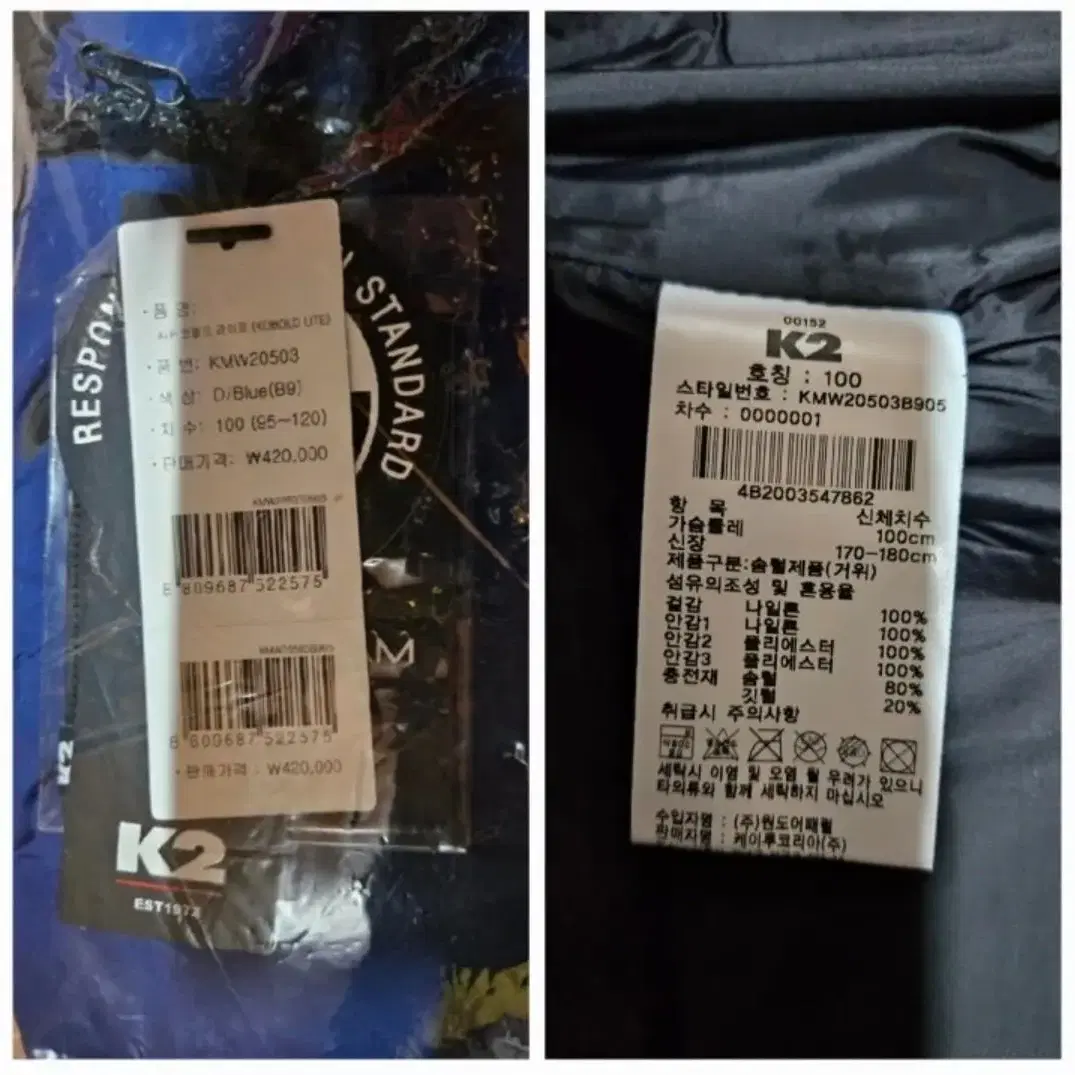 STANDARD
· 품 명:
(KOBOLD LITE)
· 품 번: KMW20503
· 색 상: D/Blue(B9)
· 치 수: 100 (95-120)
· 판매가격: ₩420,000
8 809687 522575
8 809687 522575
· 판매가격 : ₩420,000
K2
K2
EST1972
00152
K2
호칭 : 100
스타일번호 : KMW20503B905
차수 : 0000001
4B2003547862
항 목 신체치수
가슴둘레 100cm
신장 170-180cm
제품구분:솜털제품(거위)
섬유의조성 및 혼용율
겉감 나일론 100%
안감1 나일론 100%
안감2 폴리에스터 100%
안감3 폴리에스터 100%
충전재 솜털 80%
깃털 20%
취급시 주의사항
세탁시 이염 및 오염 될 우려가 있으니
타의류와 함께 세탁하지 마십시오
수입자명 : (주)원도어패럴
판매자명 : 케이투코리아(주)